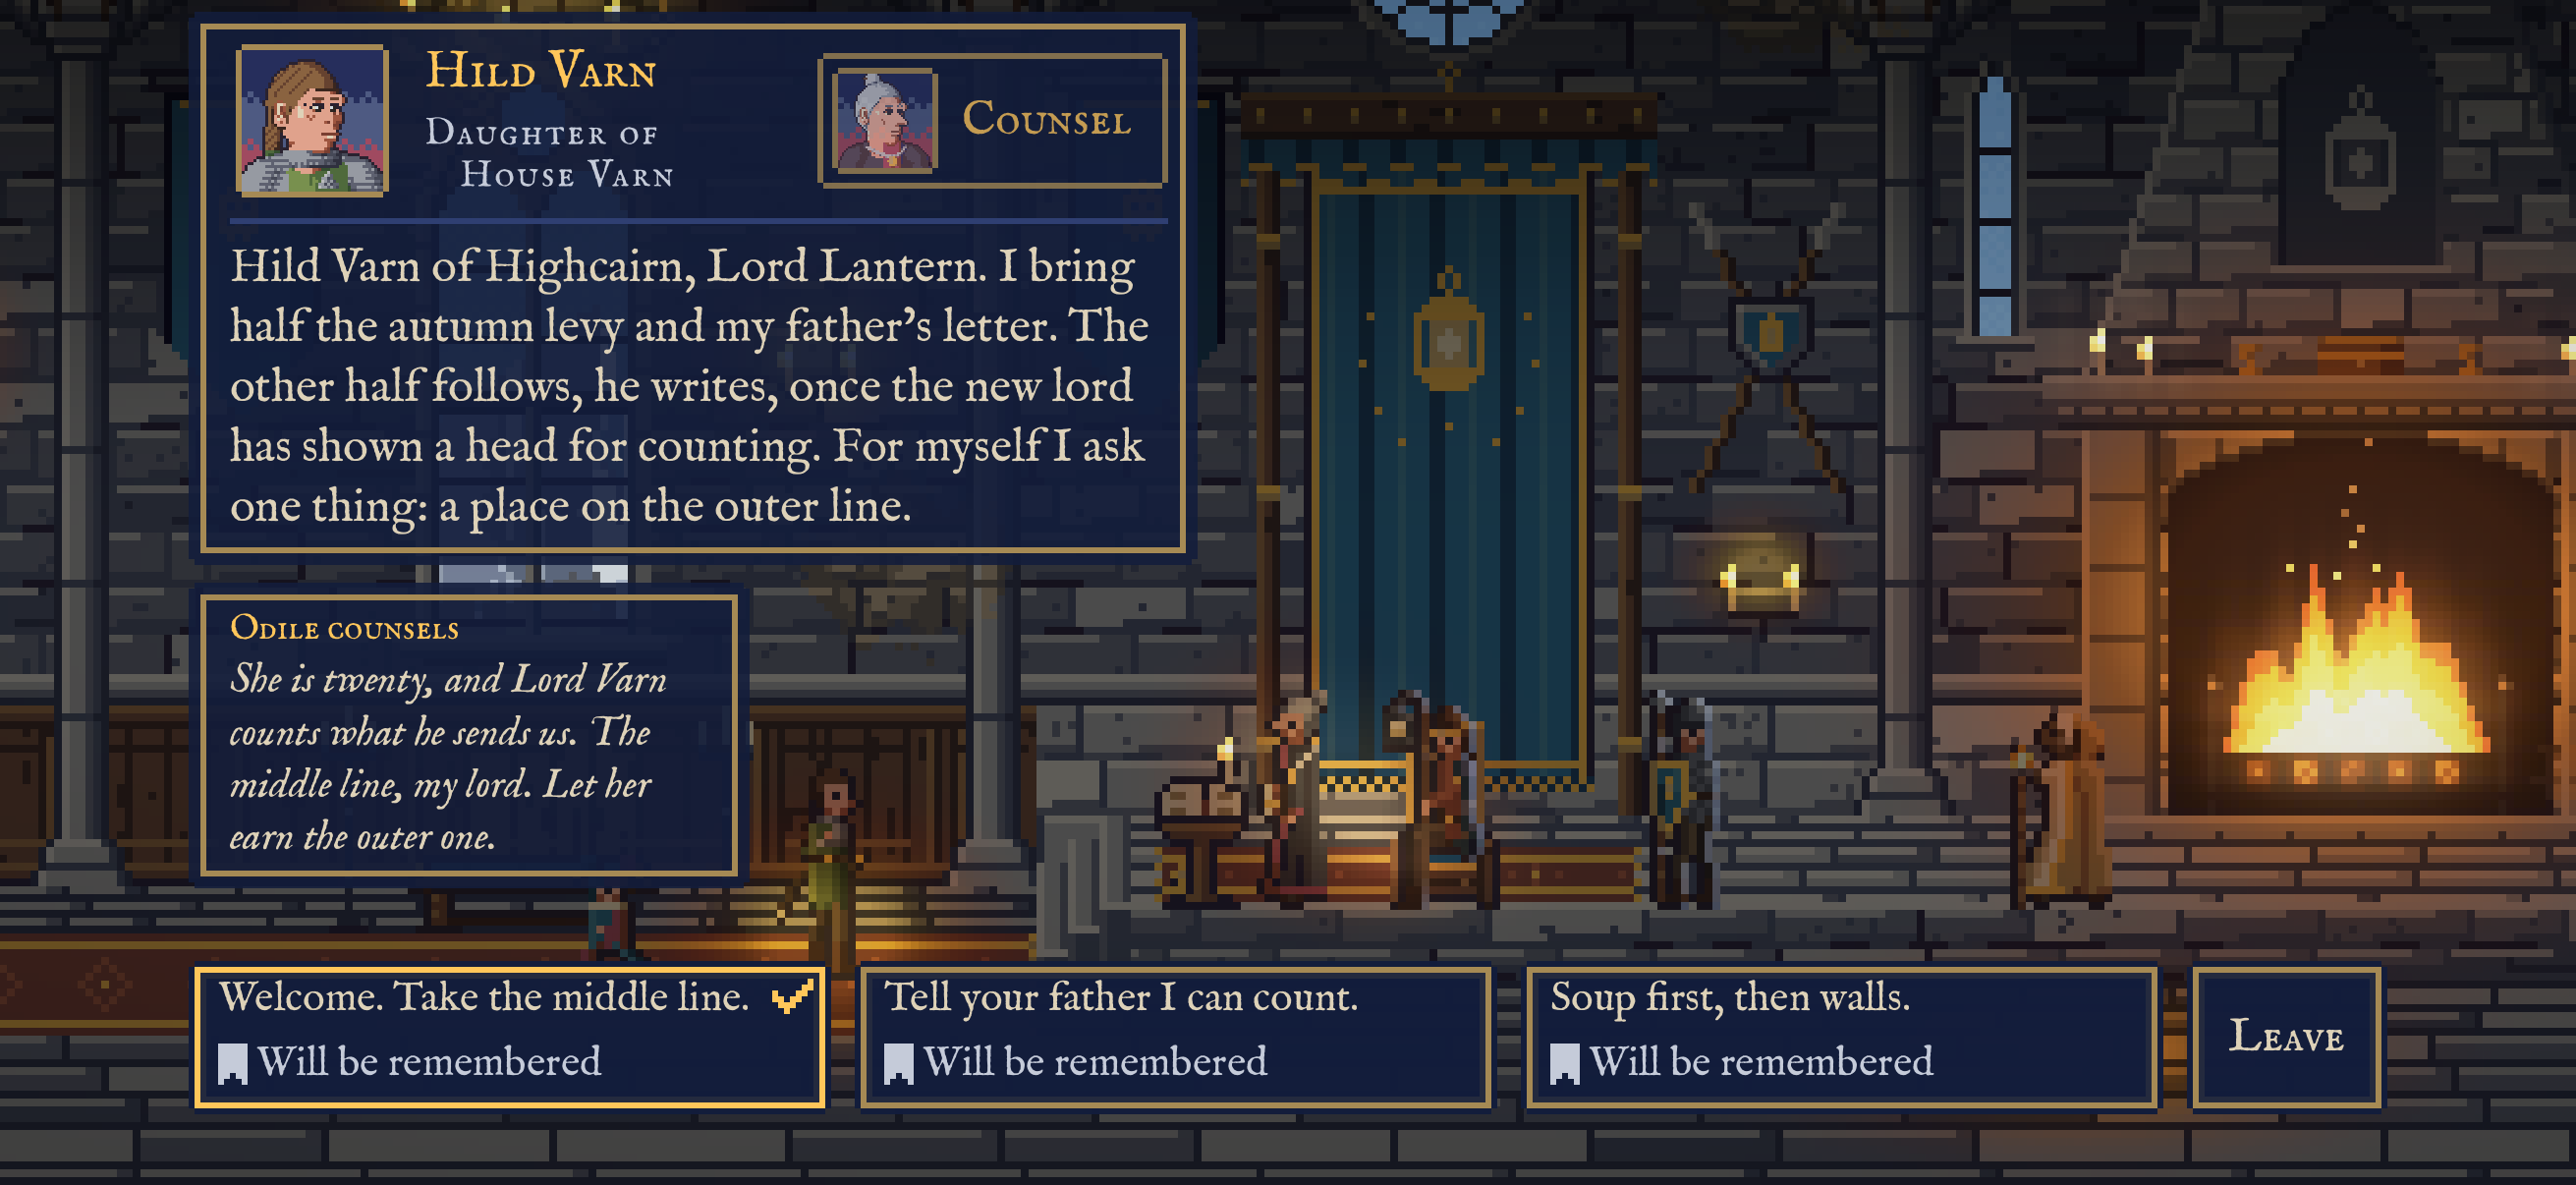 Hild Varn
Daughter of
House Varn
Counsel
Hild Varn of Highcairn, Lord Lantern. I bring
half the autumn levy and my father’s letter. The
other half follows, he writes, once the new lord
has shown a head for counting. For myself I ask
one thing: a place on the outer line.
Odile counsels
She is twenty, and Lord Varn
counts what he sends us. The
middle line, my lord. Let her
earn the outer one.
Welcome. Take the middle line.
Will be remembered
Tell your father I can count.
Will be remembered
Soup first, then walls.
Will be remembered
Leave